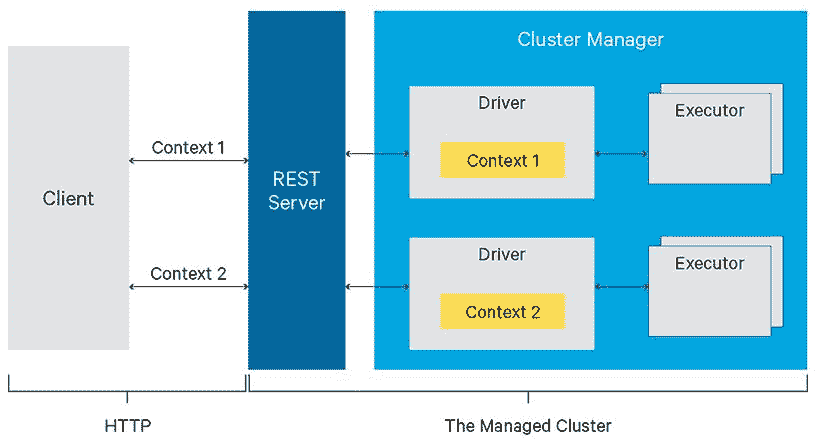 Cluster Manager
Client
Context 1
Context 2
REST
Server
Driver
Context 1
Executor
Driver
Context 2
Executor
HTTP
The Managed Cluster